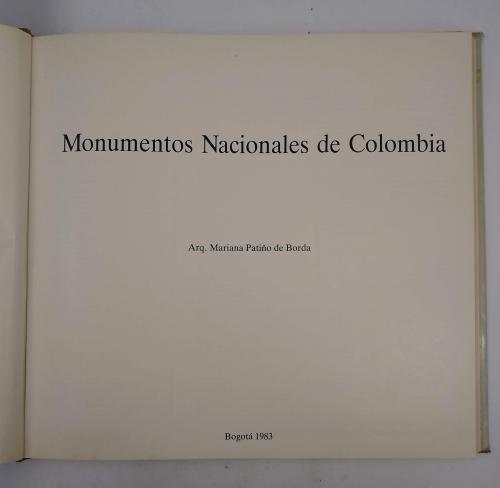 Monumentos Nacionales de Colombia
Arq. Mariana Patiño de Borda
Bogotá 1983